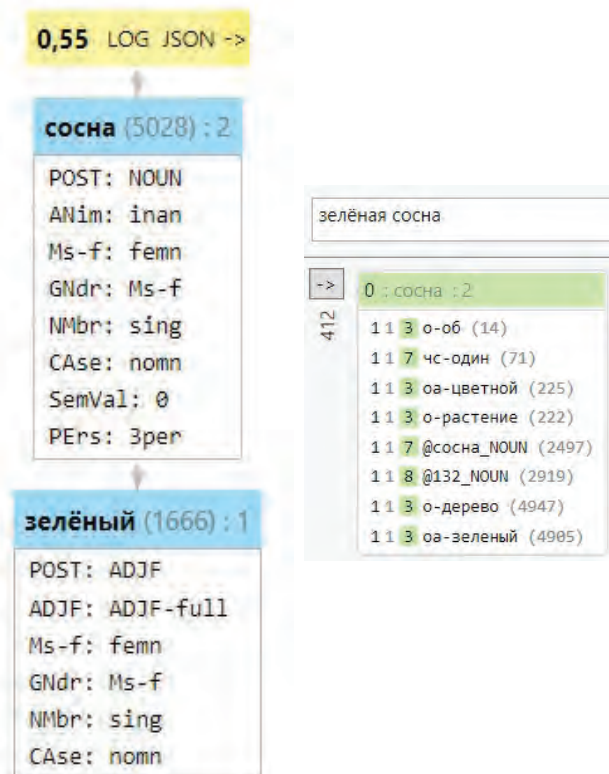 0,55 LOG JSON ->
сосна (5028) : 2
POST: NOUN
ANim: inan
Ms-f: femn
GNdr: Ms-f
NMbr: sing
CAse: nomn
SemVal: 0
PErs: 3per
зелёный (1666) : 1
POST: ADJF
ADJF: ADJF-full
Ms-f: femn
GNdr: Ms-f
NMbr: sing
CAse: nomn
зелёная сосна
->
412
0 : сосна : 2
1 1 3 о-об (14)
1 1 7 чс-один (71)
1 1 3 оа-цветной (225)
1 1 3 о-растение (222)
1 1 7 @сосна_NOUN (2497)
1 1 8 @132_NOUN (2919)
1 1 3 о-дерево (4947)
1 1 3 оа-зеленый (4905)